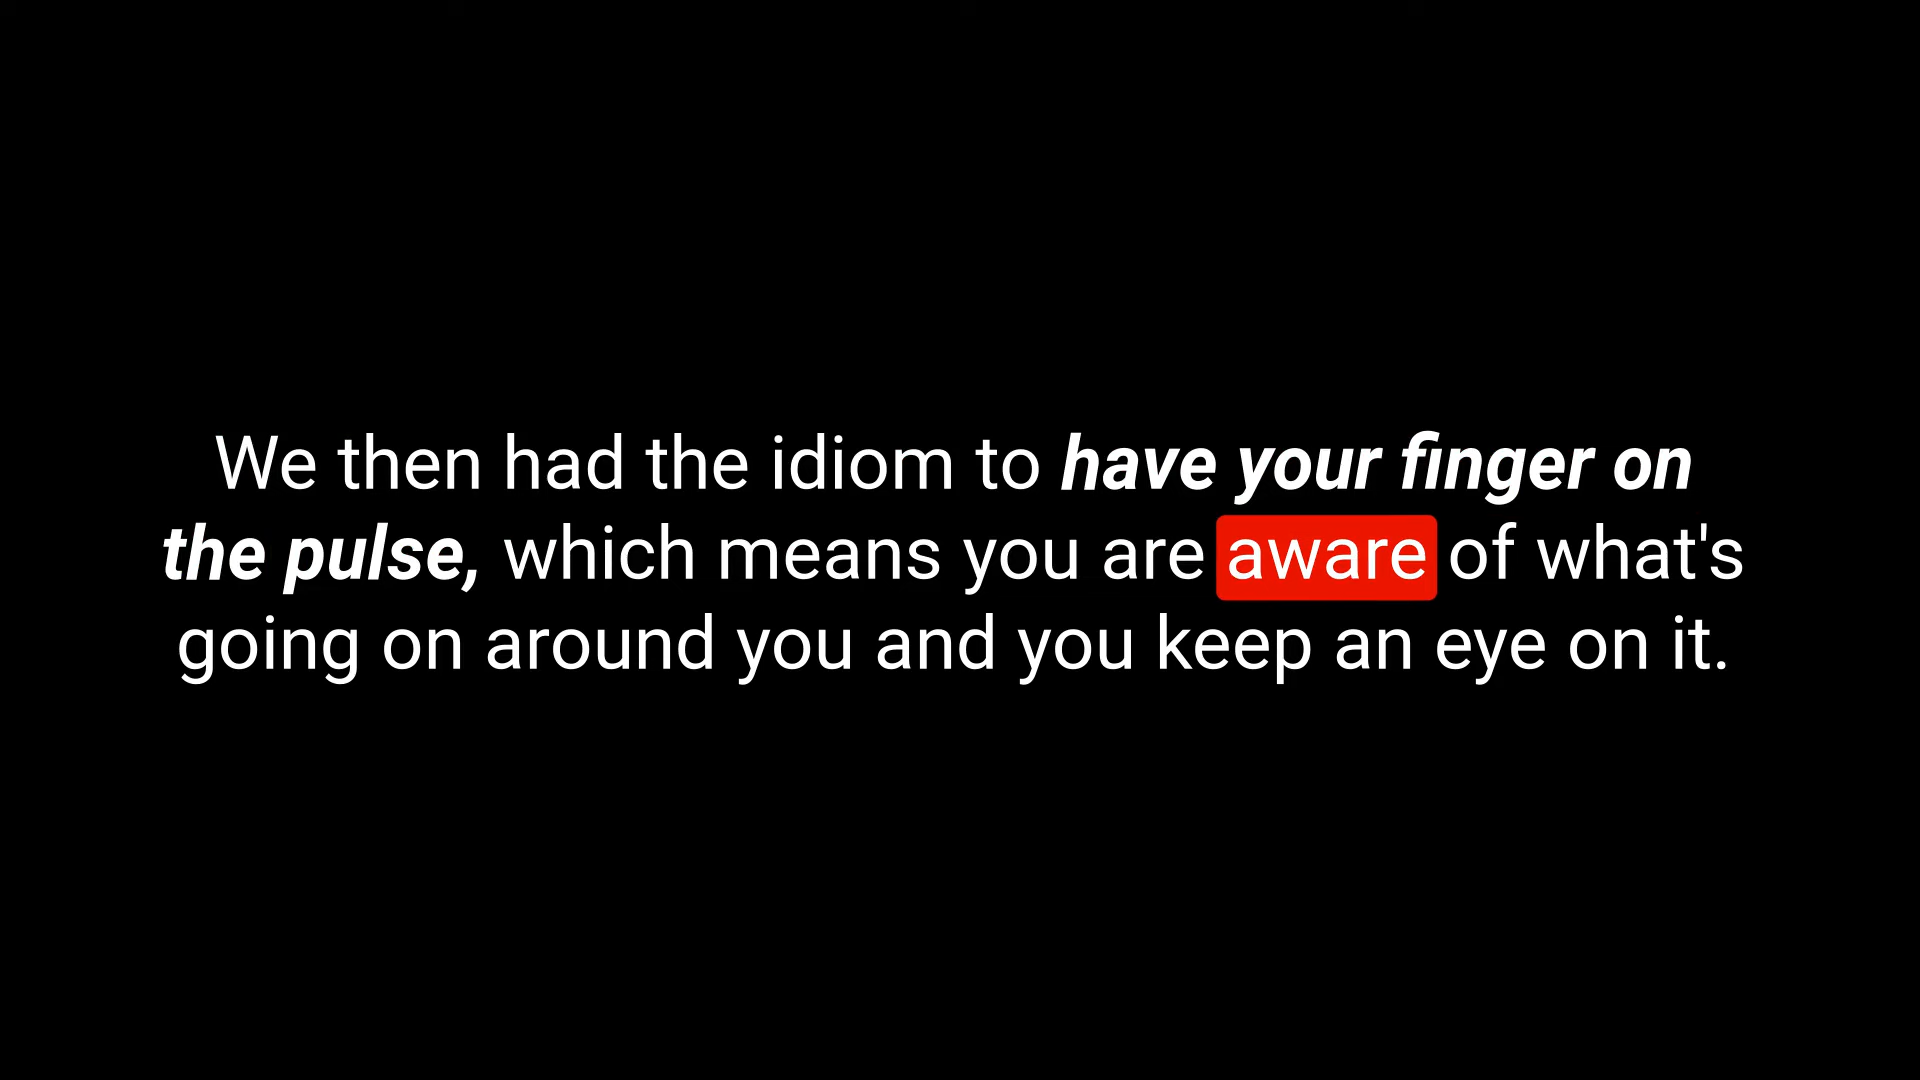 We then had the idiom to have your finger on
the pulse, which means you are aware of what's
going on around you and you keep an eye on it.